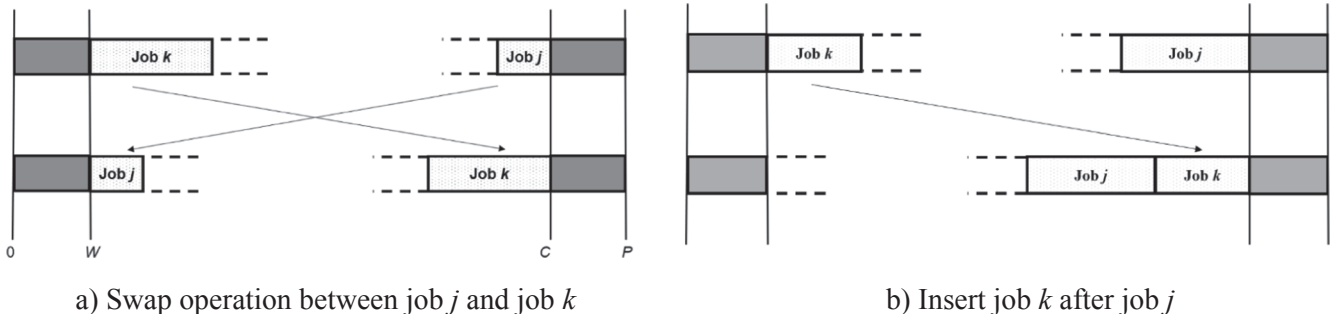 Job k
Job j
Job j
Job k
0
W
C
P
a) Swap operation between job j and job k
Job k
Job j
Job j
Job k
b) Insert job k after job j